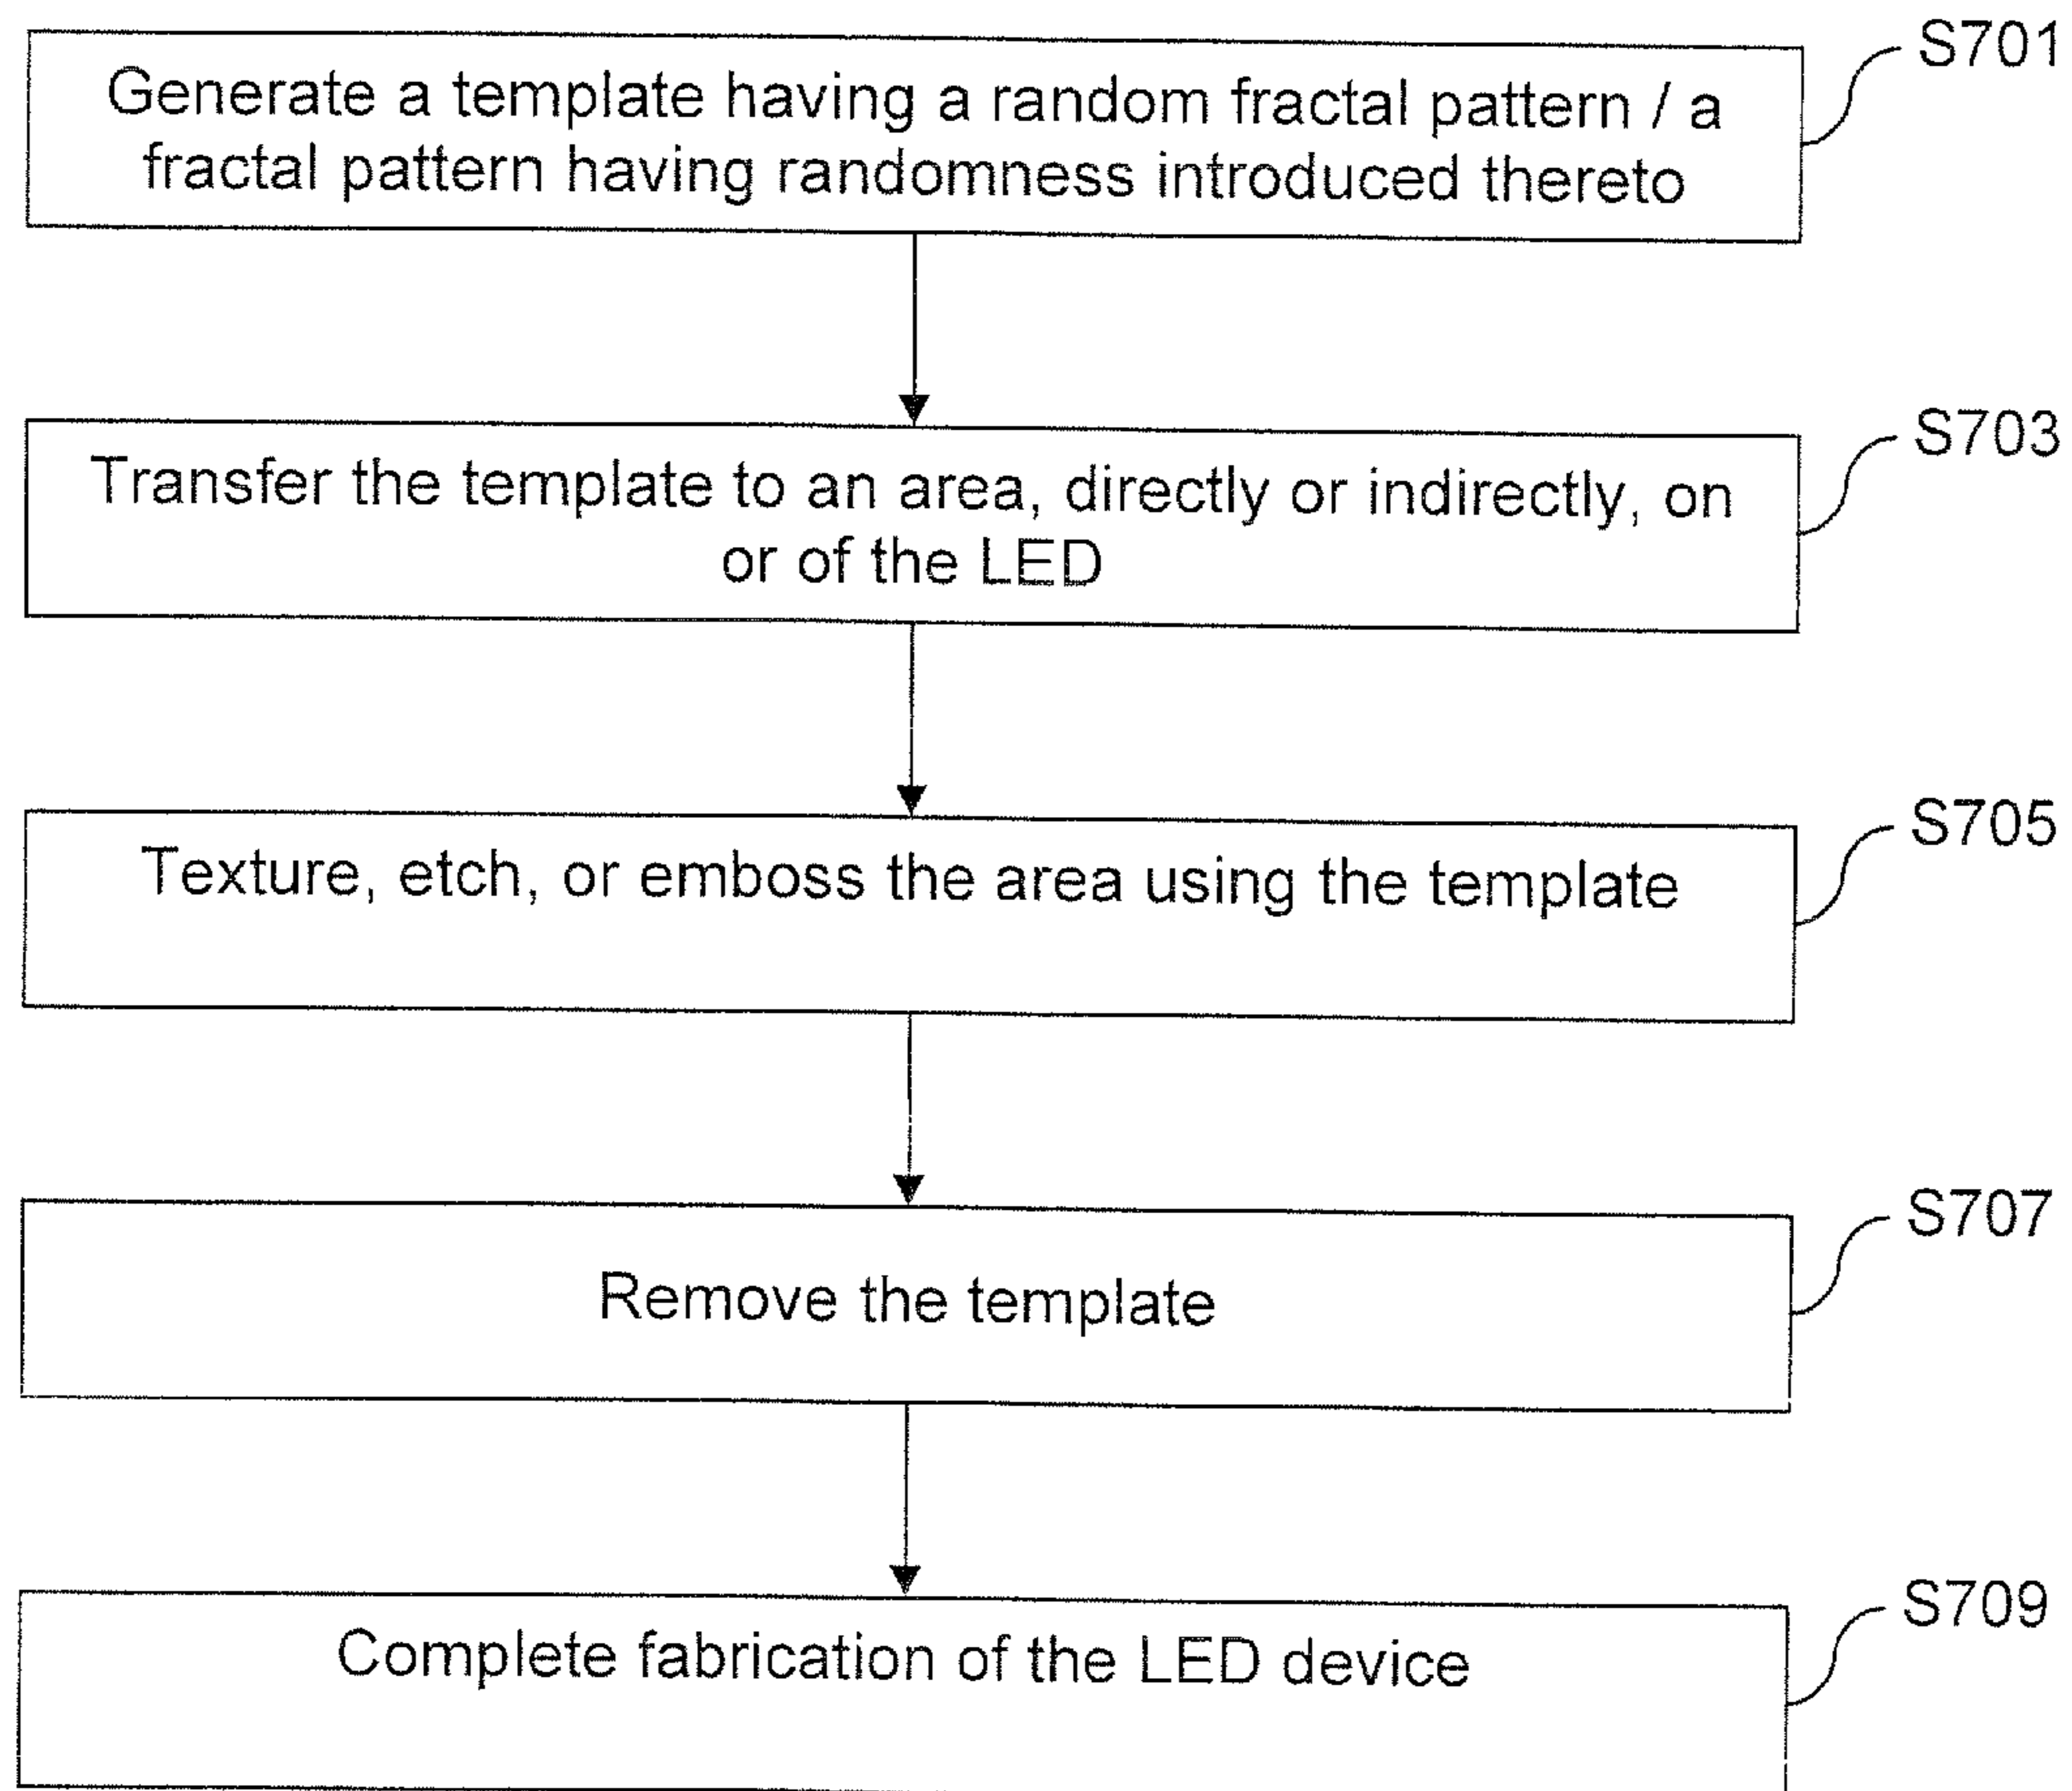 S701
Generate a template having a random fractal pattern / a
fractal pattern having randomness introduced thereto
S703
Transfer the template to an area, directly or indirectly, on
or of the LED
S705
Texture, etch, or emboss the area using the template
S707
Remove the template
S709
Complete fabrication of the LED device